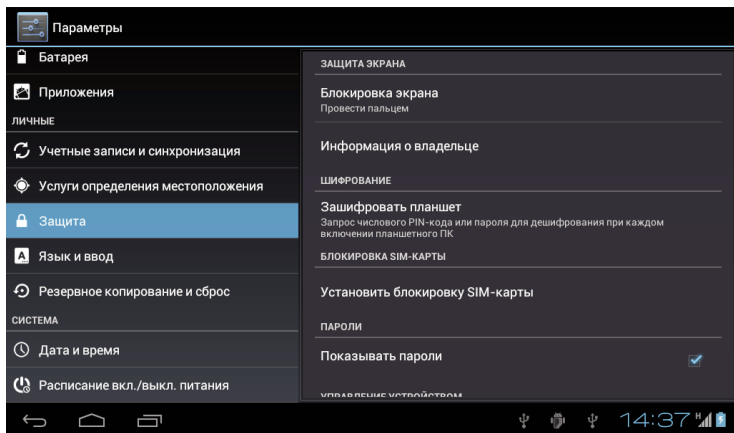 Параметры
Батарея
Приложения
ЛИЧНЫЕ
Учетные записи и синхронизация
Услуги определения местоположения
Защита
Язык и ввод
Резервное копирование и сброс
СИСТЕМА
Дата и время
Расписание вкл./выкл. питания
ЗАЩИТА ЭКРАНА
Блокировка экрана
Провести пальцем
Информация о владельце
ШИФРОВАНИЕ
Зашифровать планшет
Запрос числового PIN-кода или пароля для дешифрования при каждом
включении планшетного ПК
БЛОКИРОВКА SIM-КАРТЫ
Установить блокировку SIM-карты
ПАРОЛИ
Показывать пароли
УПРАВЛЕНИЕ УСТРОЙСТВОМ
14:37 H